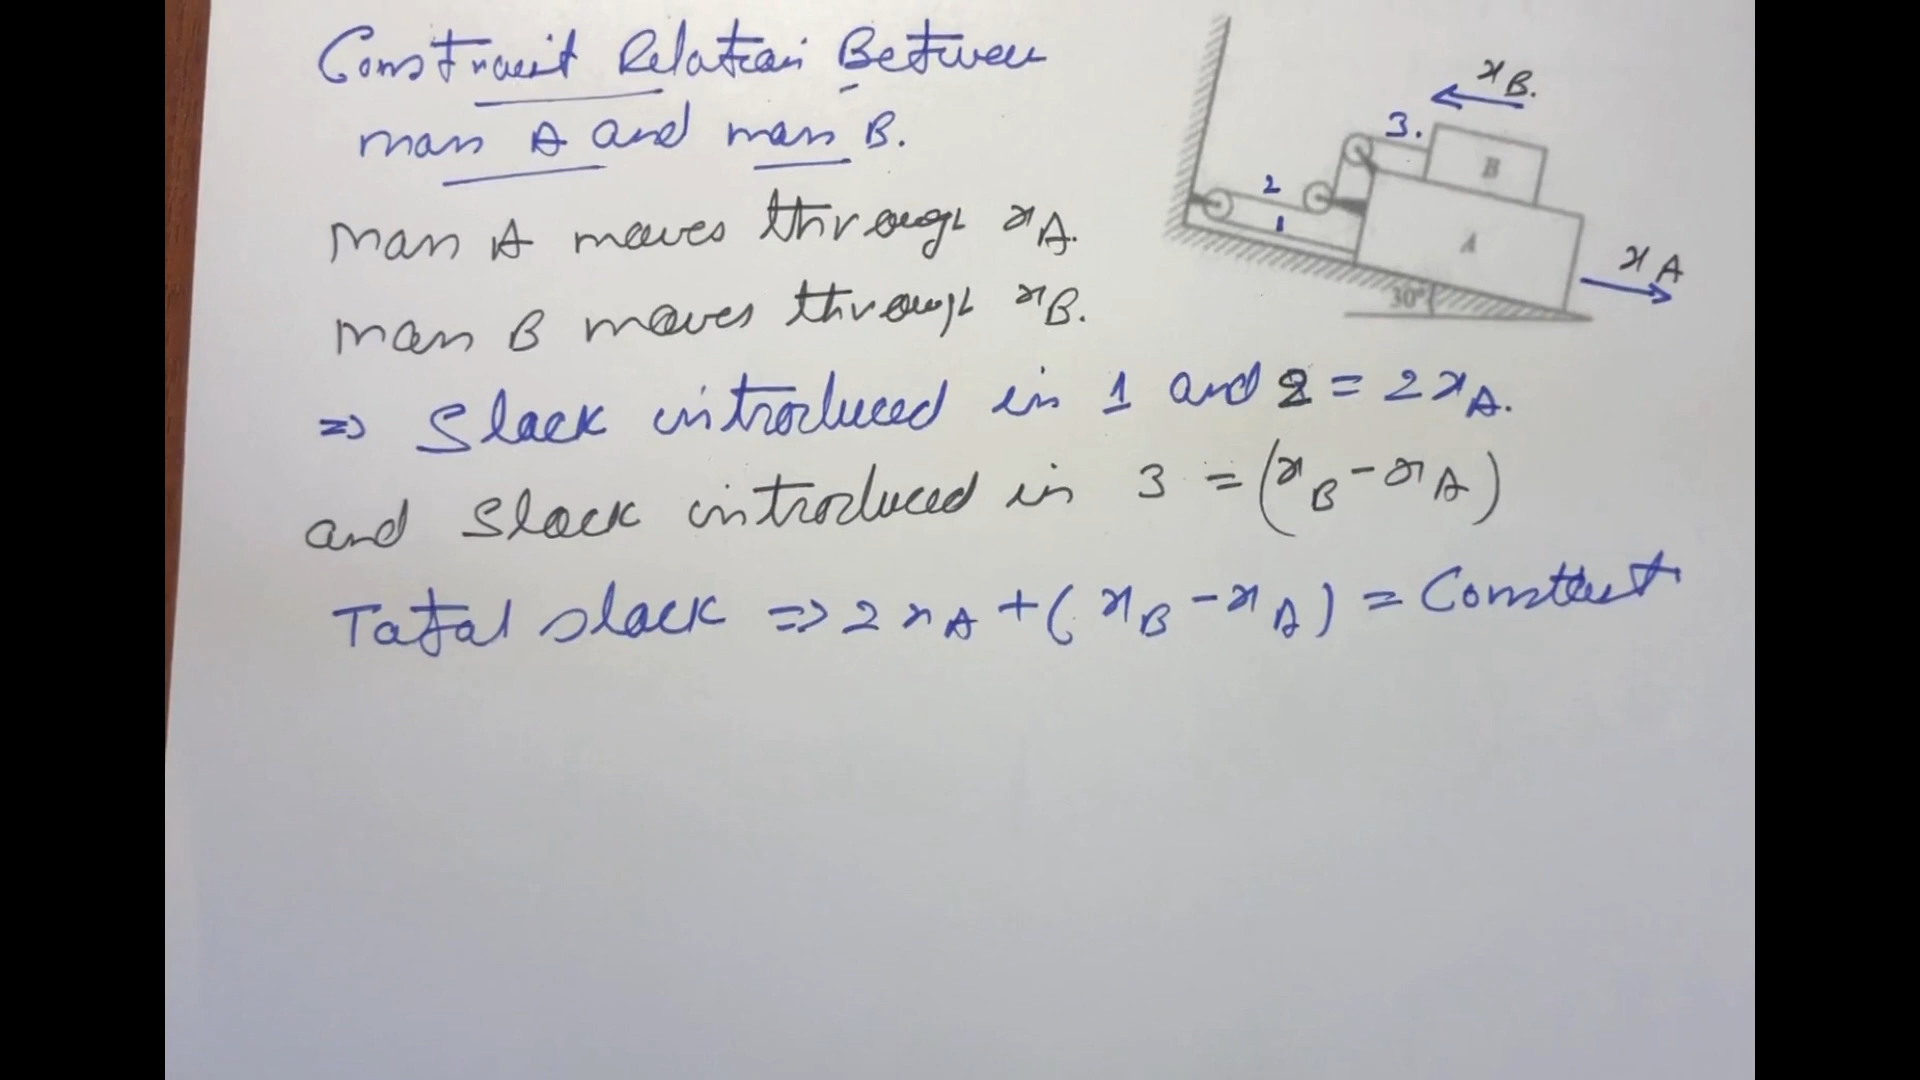 Constraint Relation Between
mass A and mass B.
mass A moves through xA.
mass B moves through xB.
⇒ Slack introduced in 1 and 2 = 2xA.
and Slack introduced in 3 = (xB - xA)
Total slack ⇒ 2xA + (xB - xA) = Constant
xB.
3.
B
2
1
A
xA
30°